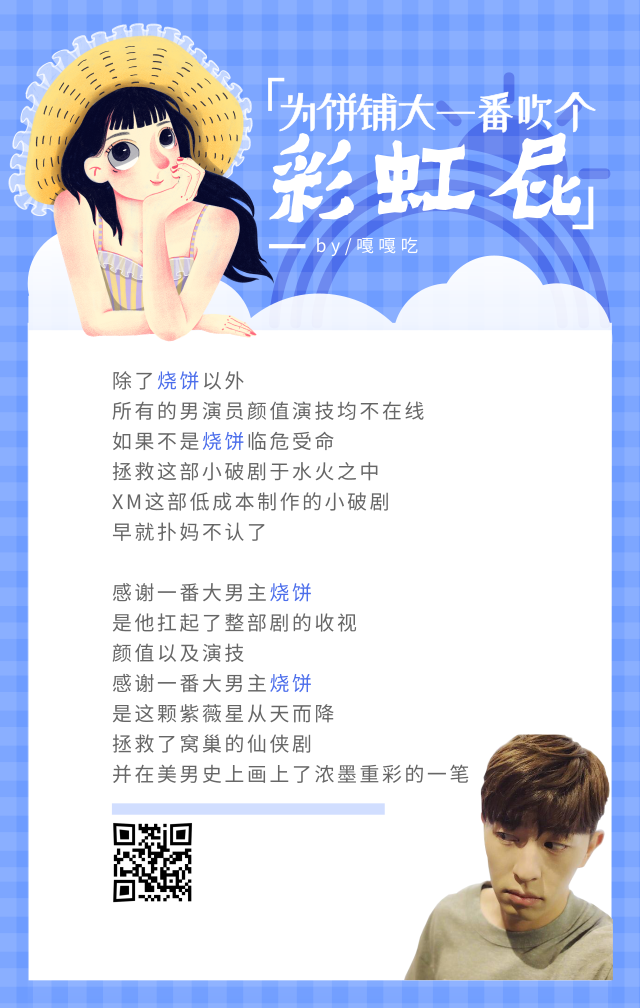 「为饼铺大一番吹个
彩虹屁」
by/嘎嘎吃
除了烧饼以外
所有的男演员颜值演技均不在线
如果不是烧饼临危受命
拯救这部小破剧于水火之中
XM这部低成本制作的小破剧
早就扑妈不认了
感谢一番大男主烧饼
是他扛起了整部剧的收视
颜值以及演技
感谢一番大男主烧饼
是这颗紫薇星从天而降
拯救了窝巢的仙侠剧
并在美男史上画上了浓墨重彩的一笔